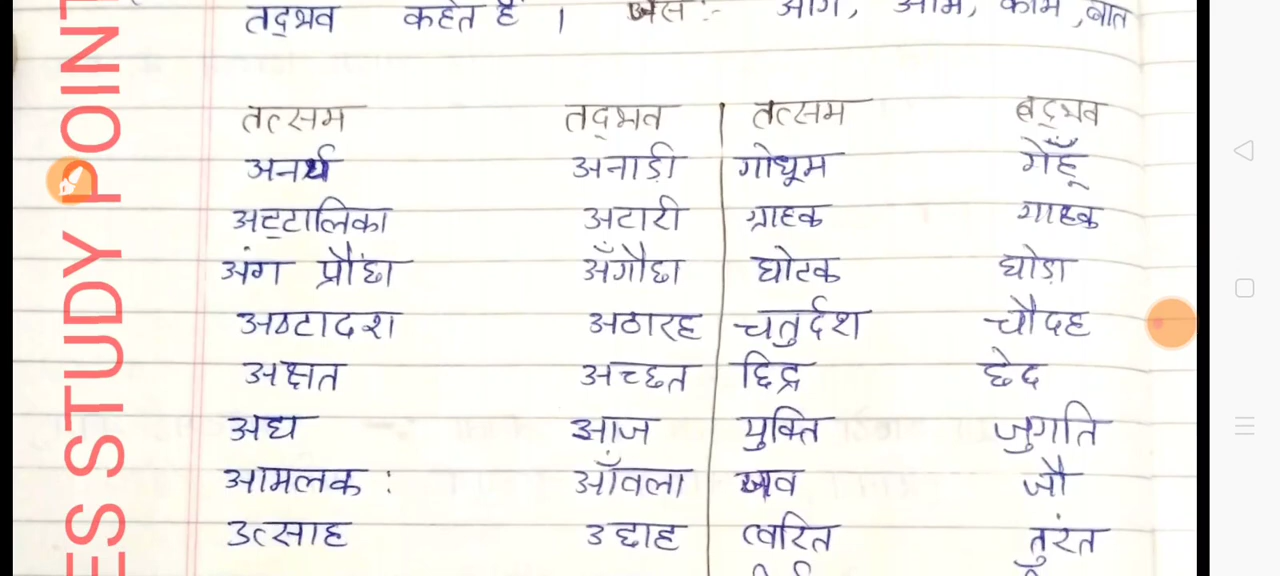 तद्भव कहते हैं । जैसे :- आग, आम, काम, बात
तत्सम तद्भव तत्सम तद्भव
अनर्य अनाड़ी गोधूम गेहूँ
अट्टालिका अटारी ग्राहक गाहक
अंग प्रौंछा अँगौछा घोटक घोड़ा
अठटादश अठारह चतुर्दश चौदह
अक्षत अच्छत छिद्र छेद
अद्य आज युक्ति जुगति
आमलक : आँवला जव जौ
उत्साह उछाह त्वरित तुरंत
ES STUDY POINT